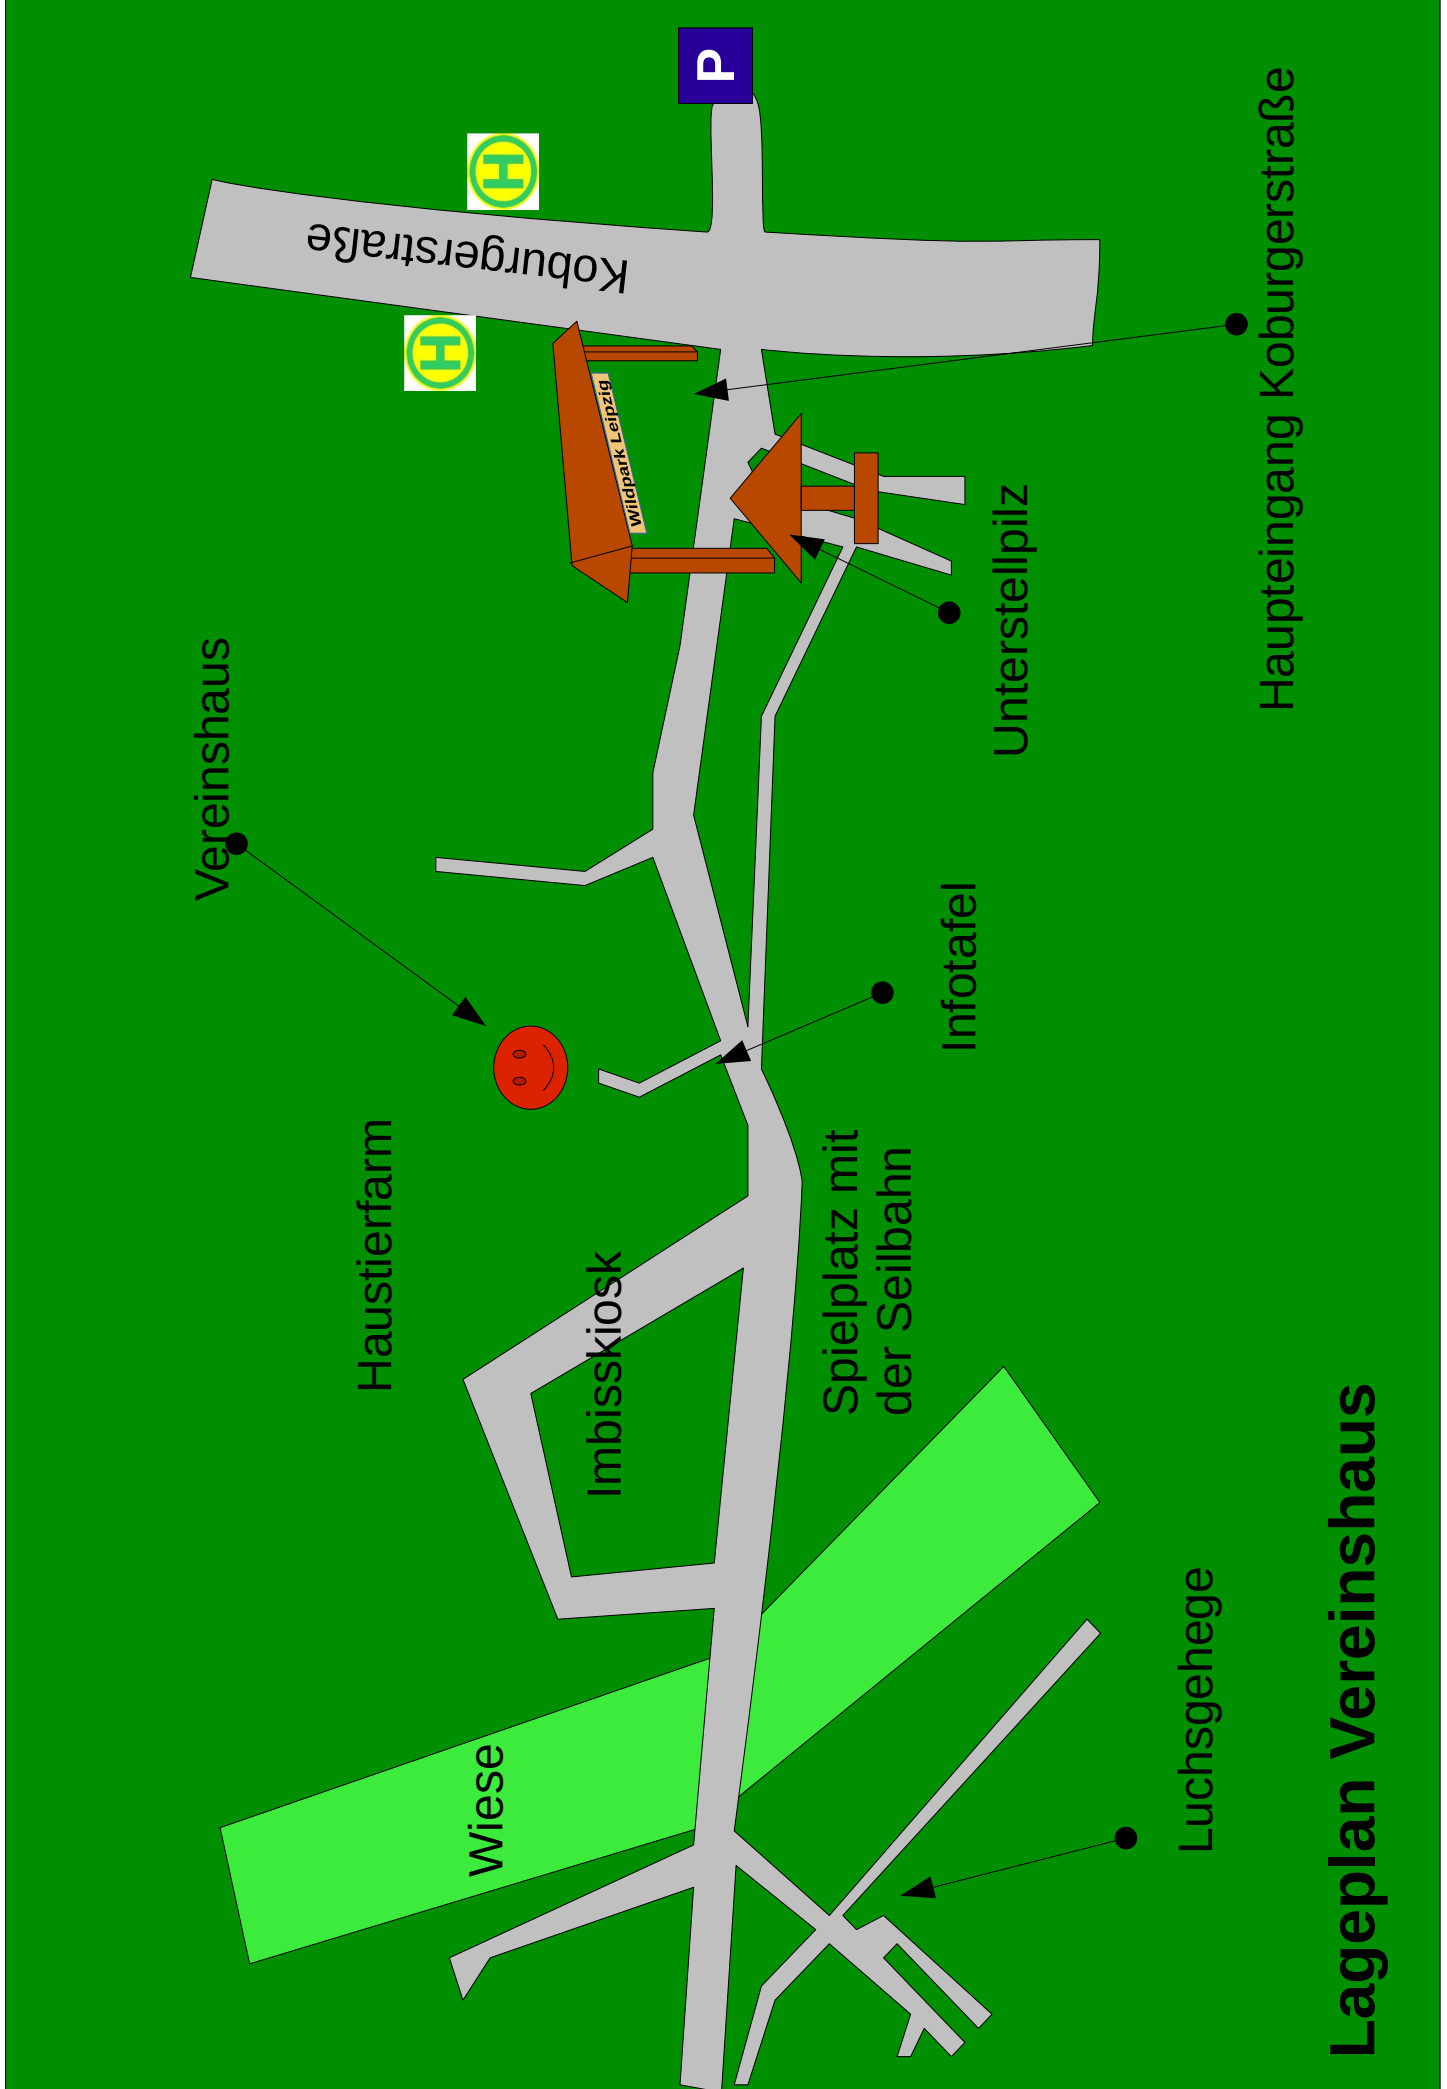 Lageplan Vereinshaus
P
H
H
Koburgerstraße
Wildpark Leipzig
Haupteingang Koburgerstraße
Unterstellpilz
Vereinshaus
Infotafel
Haustierfarm
Imbisskiosk
Spielplatz mit
der Seilbahn
Wiese
Luchsgehege